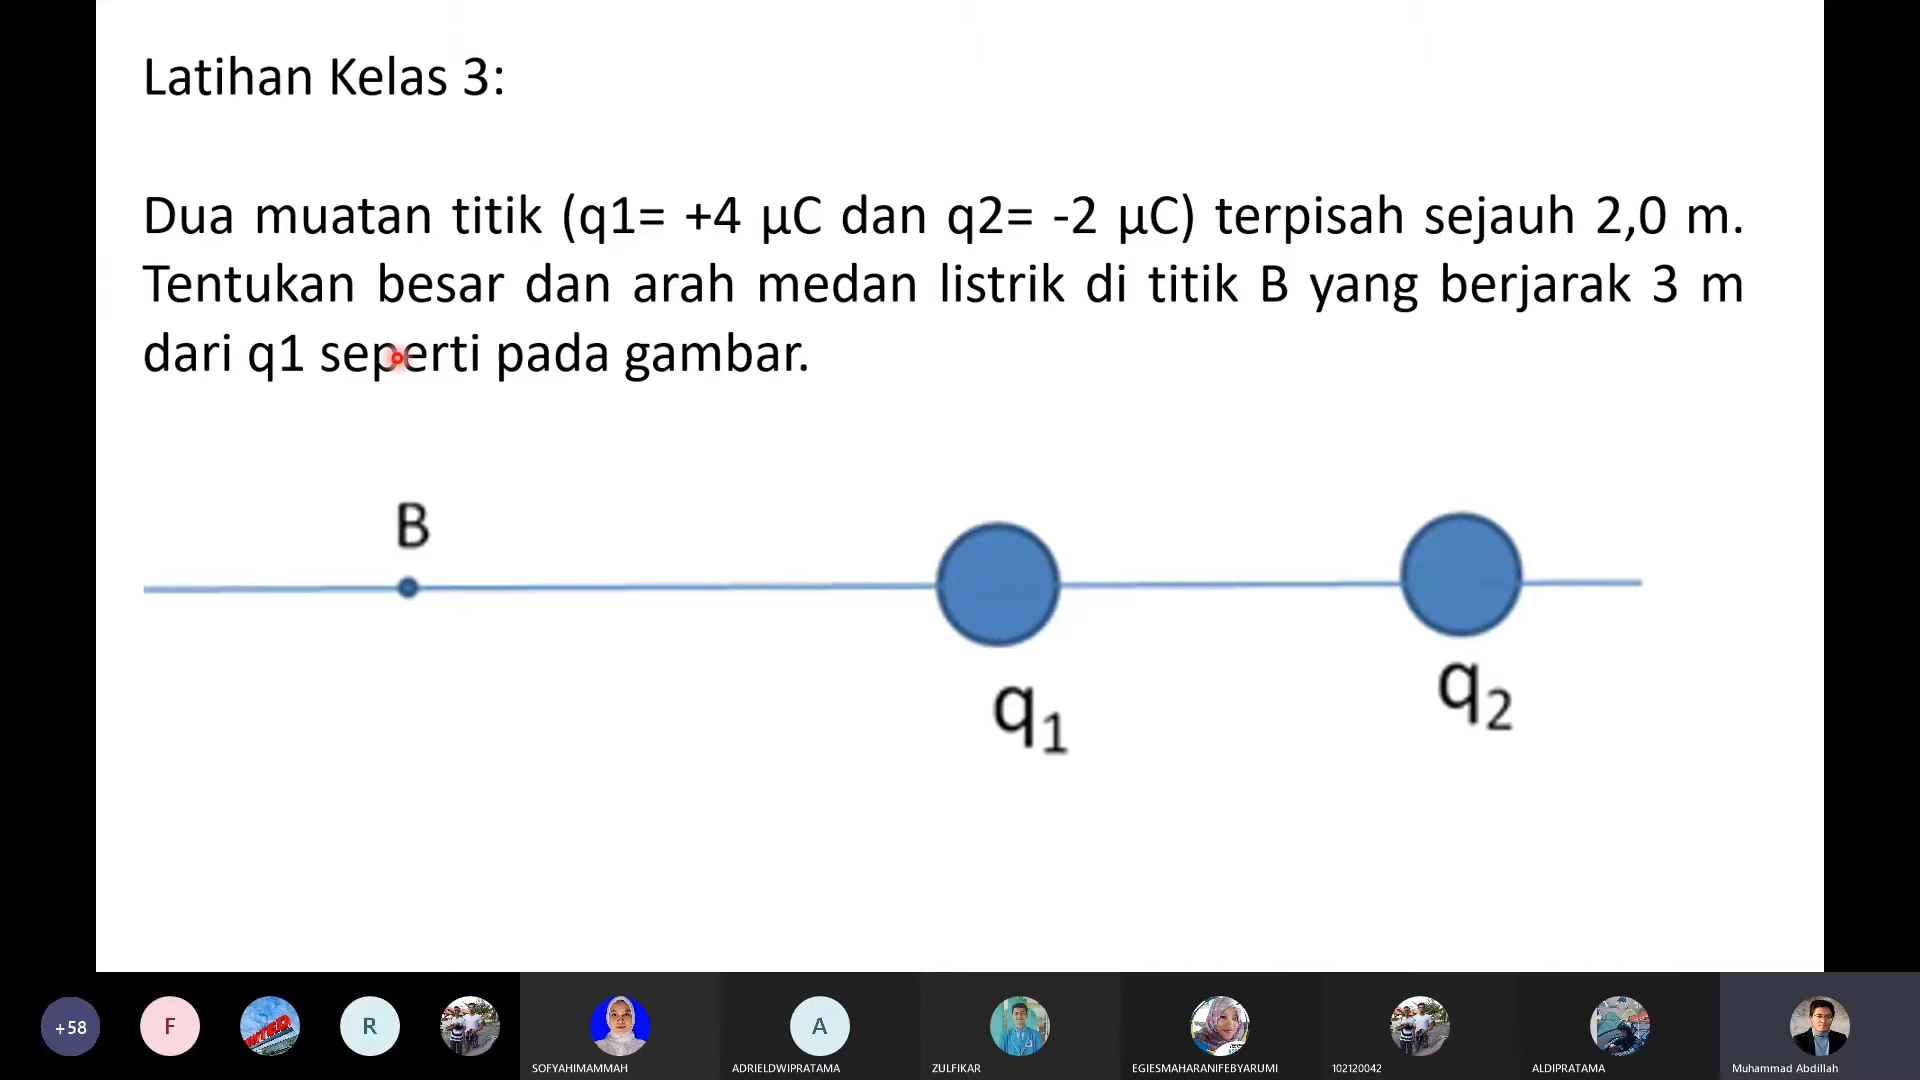 Latihan Kelas 3:
Dua muatan titik (q1= +4 µC dan q2= -2 µC) terpisah sejauh 2,0 m.
Tentukan besar dan arah medan listrik di titik B yang berjarak 3 m
dari q1 seperti pada gambar.
B
q₁
q₂
+58
F
R
A
SOFYAHIMAMMAH
ADRIELDWIPRATAMA
ZULFIKAR
EGIESMAHARANIFEBYARUMI
102120042
ALDIPRATAMA
Muhammad Abdillah